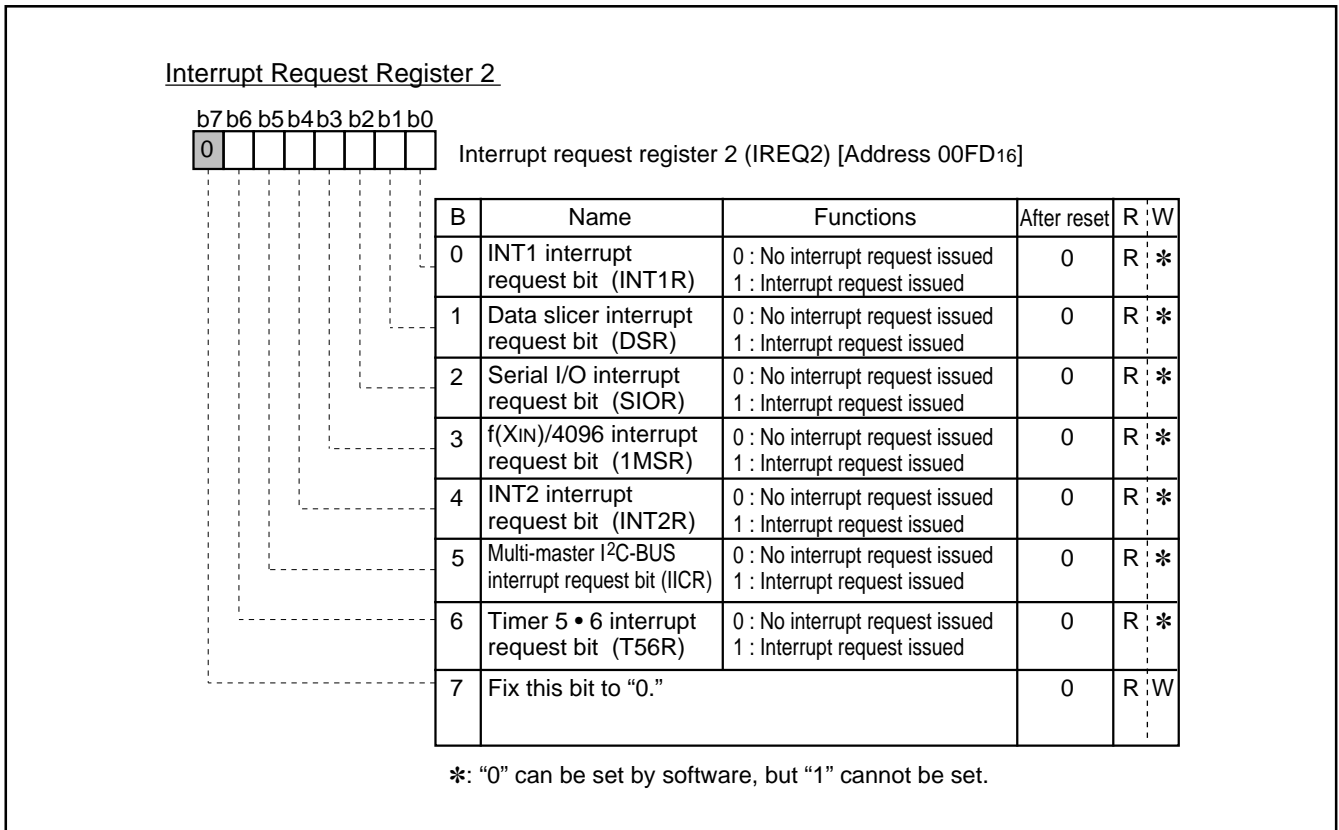 Interrupt Request Register 2
b7 b6 b5 b4 b3 b2 b1 b0
0
Interrupt request register 2 (IREQ2) [Address 00FD16]
B Name Functions After reset R W
0 INT1 interrupt request bit (INT1R) 0 : No interrupt request issued 1 : Interrupt request issued 0 R ✻
1 Data slicer interrupt request bit (DSR) 0 : No interrupt request issued 1 : Interrupt request issued 0 R ✻
2 Serial I/O interrupt request bit (SIOR) 0 : No interrupt request issued 1 : Interrupt request issued 0 R ✻
3 f(XIN)/4096 interrupt request bit (1MSR) 0 : No interrupt request issued 1 : Interrupt request issued 0 R ✻
4 INT2 interrupt request bit (INT2R) 0 : No interrupt request issued 1 : Interrupt request issued 0 R ✻
5 Multi-master I2C-BUS interrupt request bit (IICR) 0 : No interrupt request issued 1 : Interrupt request issued 0 R ✻
6 Timer 5 • 6 interrupt request bit (T56R) 0 : No interrupt request issued 1 : Interrupt request issued 0 R ✻
7 Fix this bit to “0.” 0 R W
✻: “0” can be set by software, but “1” cannot be set.